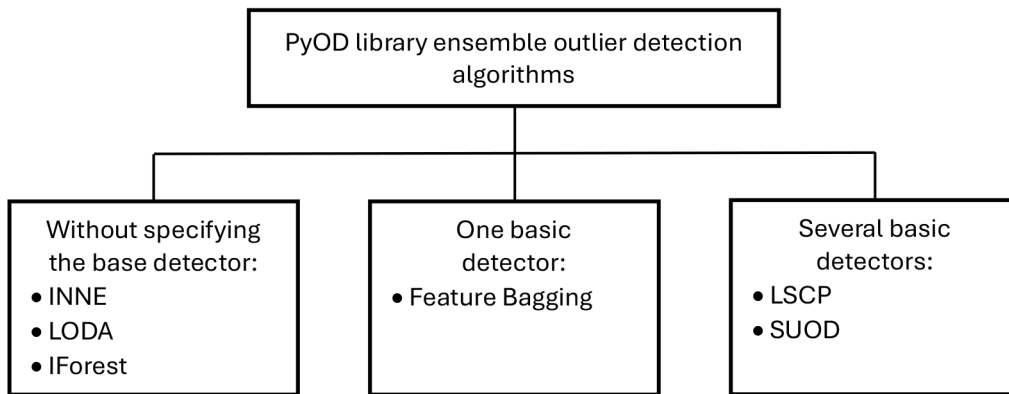 PyOD library ensemble outlier detection
algorithms
Without specifying
the base detector:
• INNE
• LODA
• IForest
One basic
detector:
• Feature Bagging
Several basic
detectors:
• LSCP
• SUOD